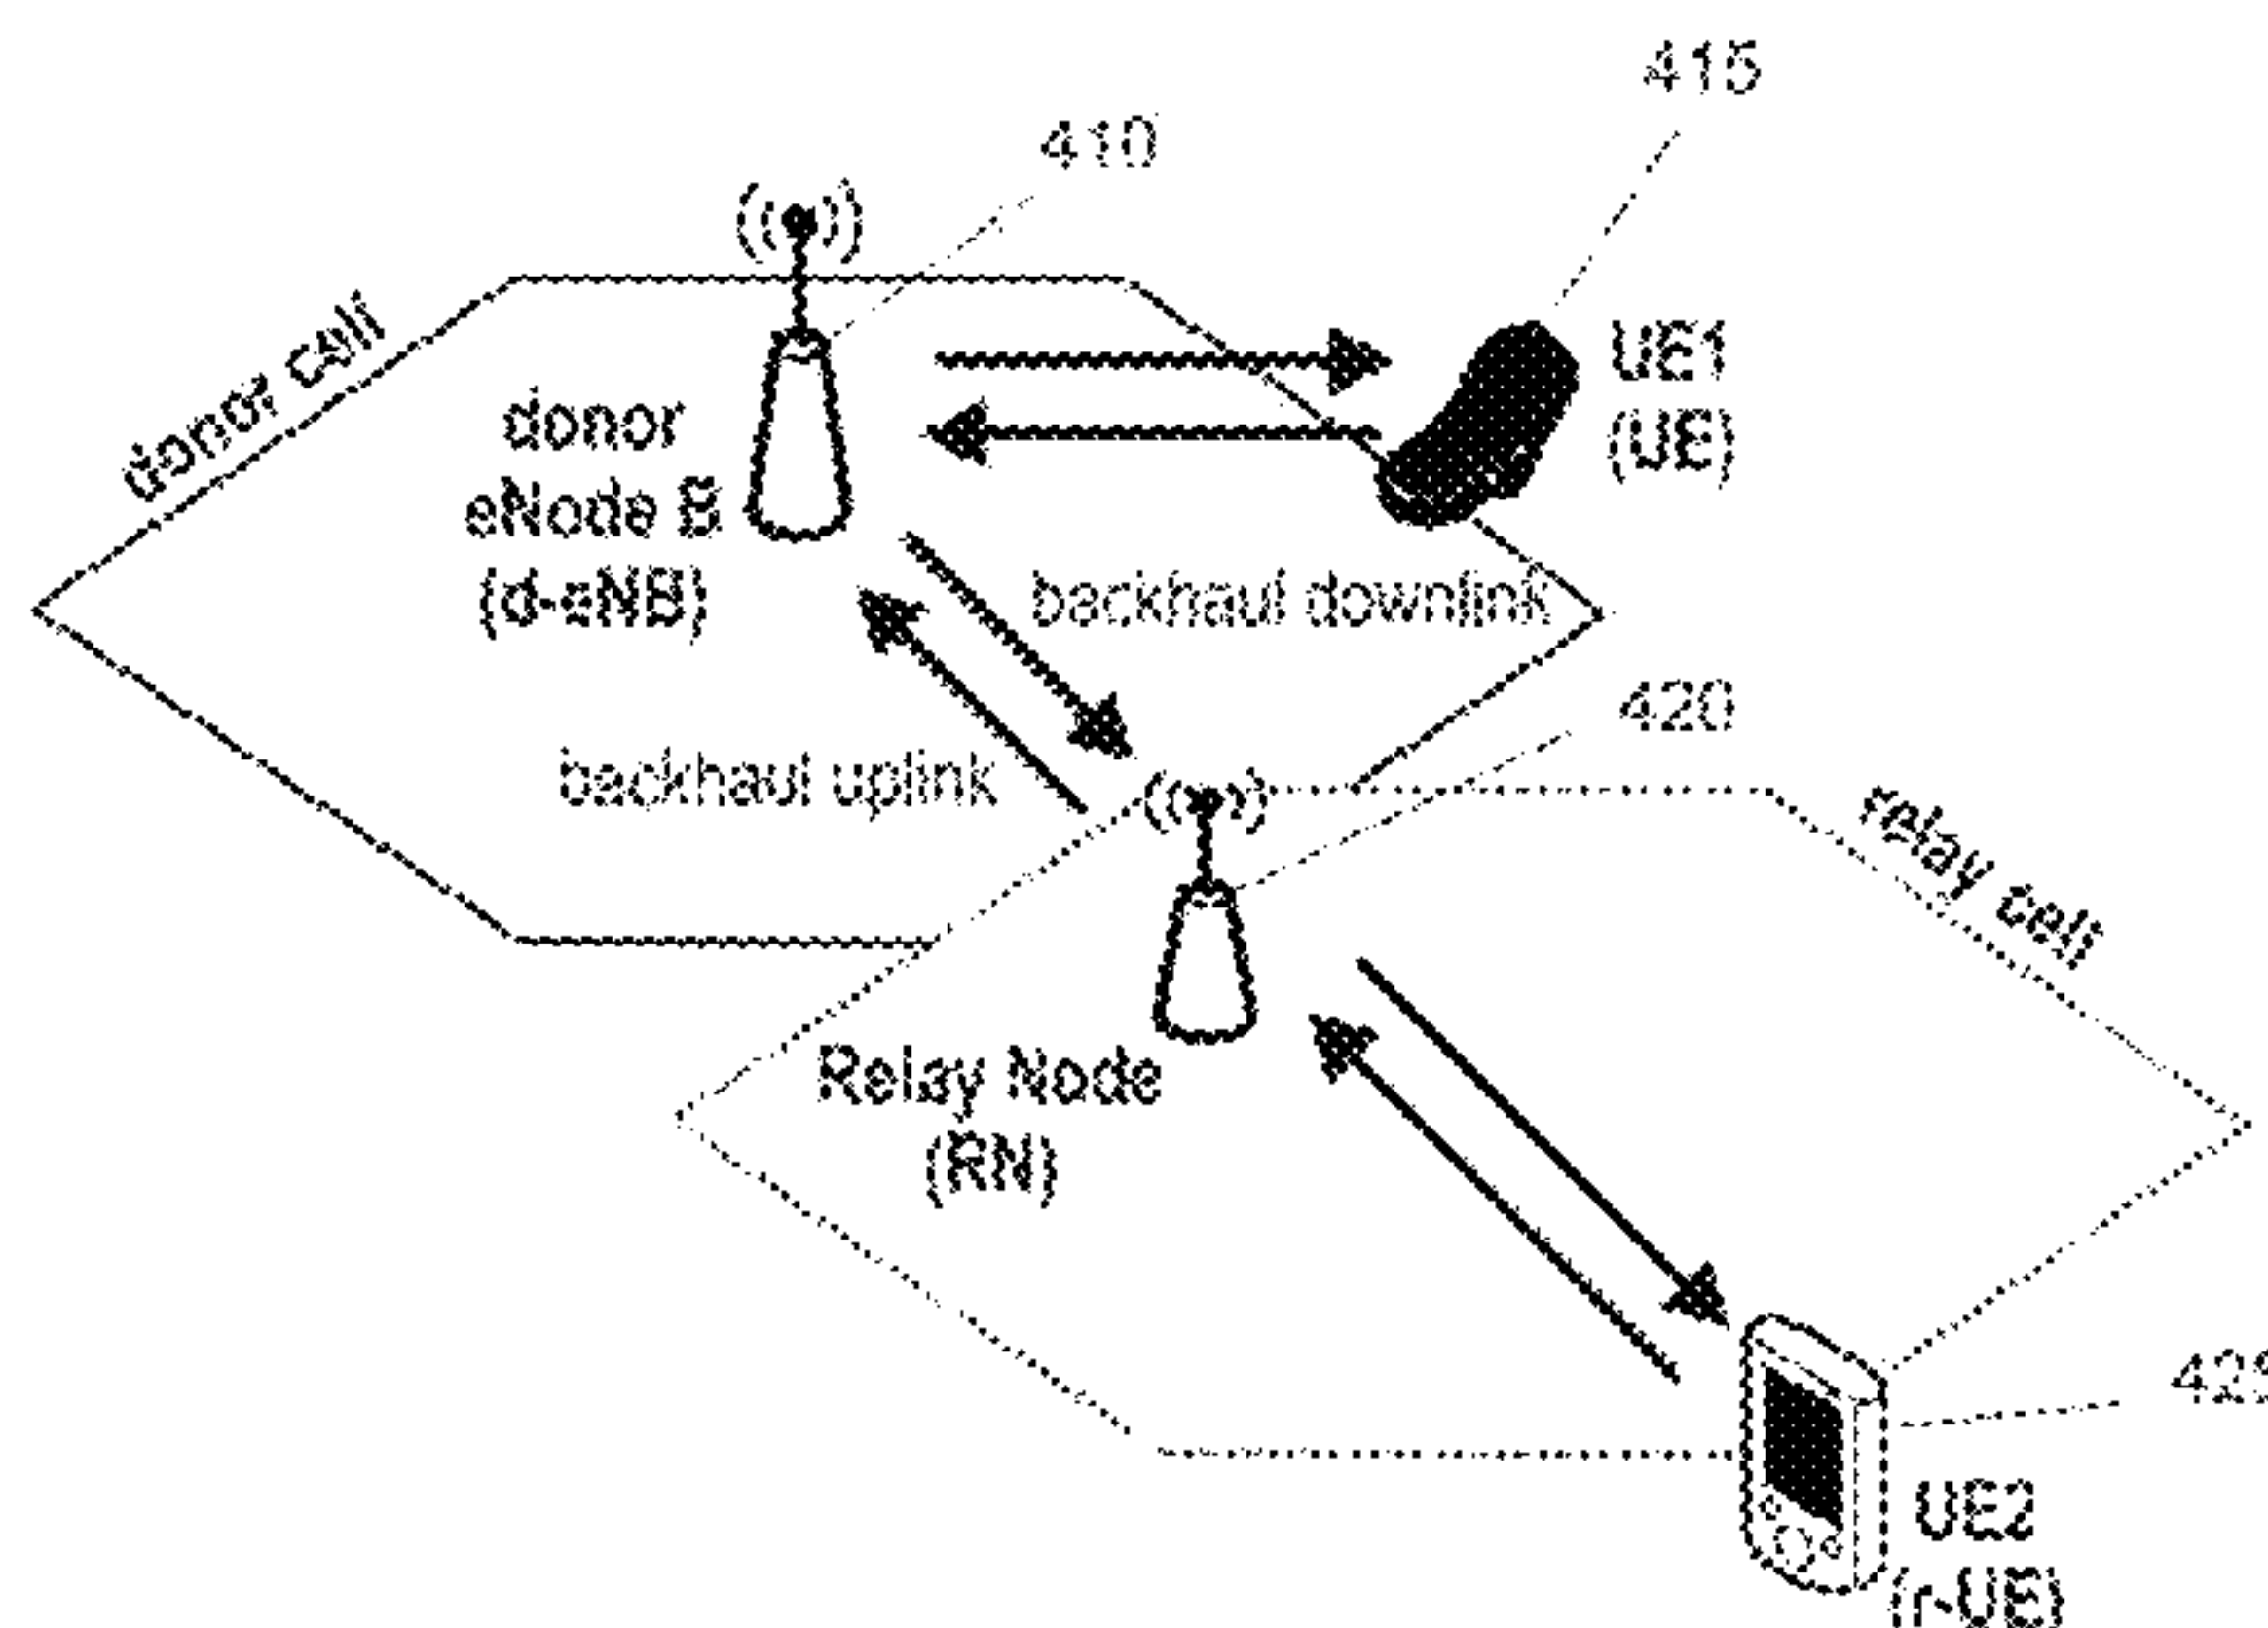 415
410
donor cell
UE1
(UE)
donor
eNode B
(d-eNB)
backhaul downlink
420
backhaul uplink
relay cell
Relay Node
(RN)
UE2
(r-UE)